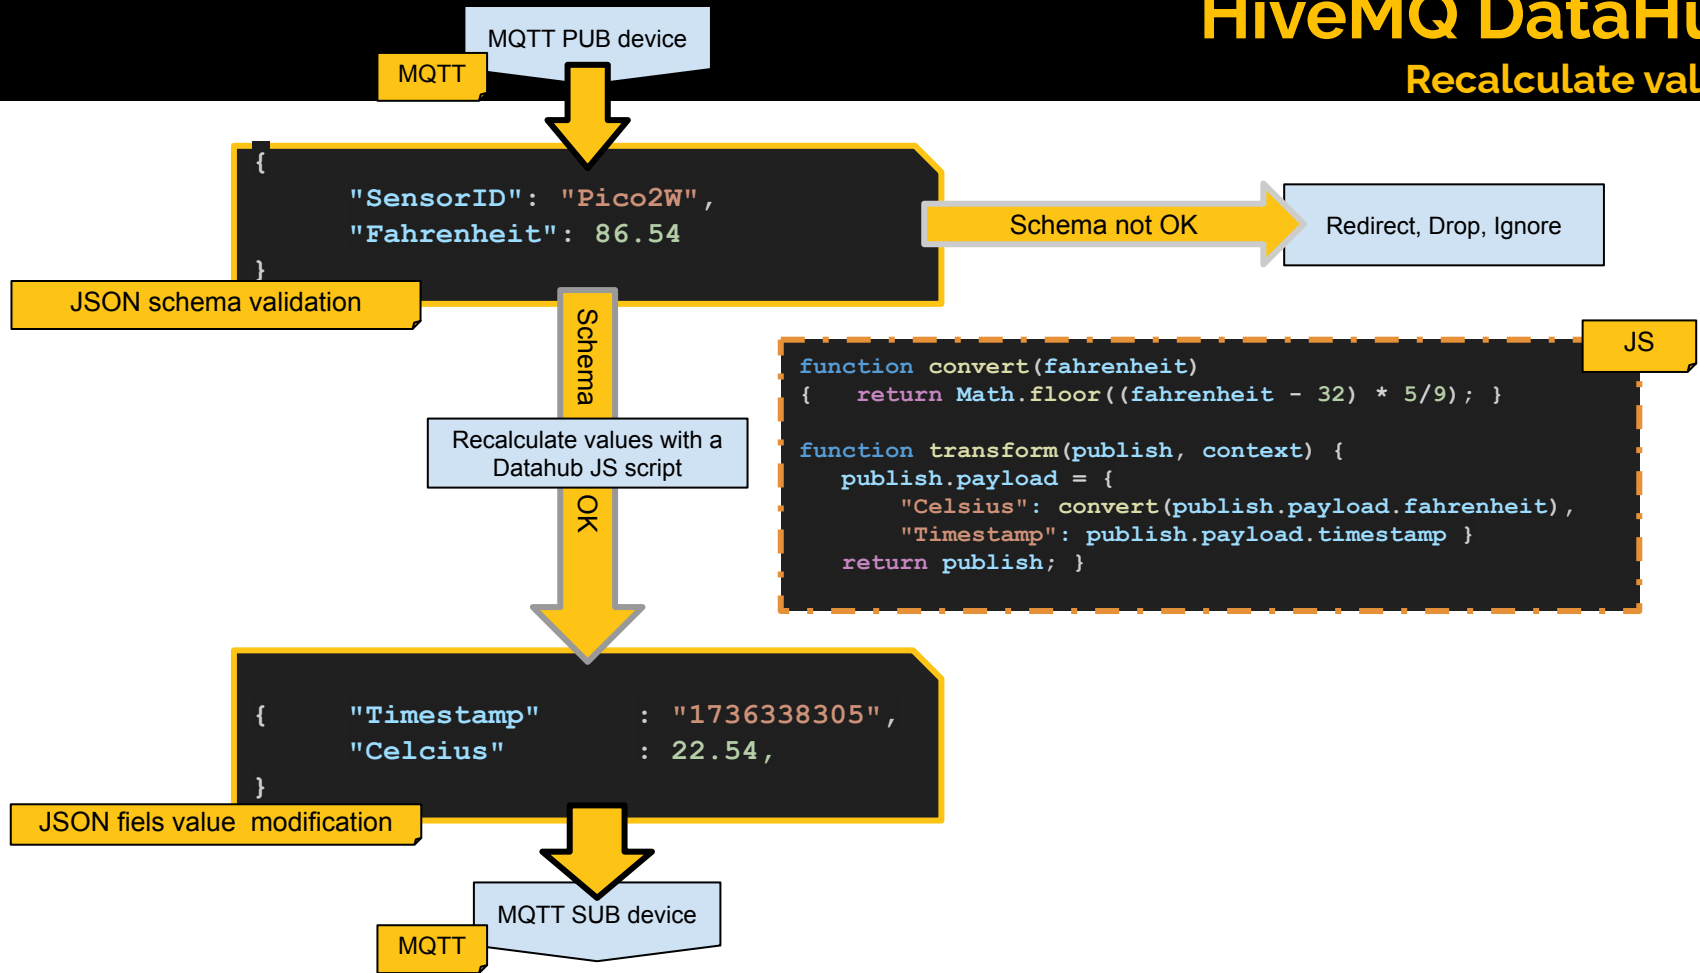 HiveMQ DataHu
Recalculate val
MQTT PUB device
MQTT
{
"SensorID": "Pico2W",
"Fahrenheit": 86.54
}
JSON schema validation
Schema not OK
Redirect, Drop, Ignore
Schema OK
Recalculate values with a
Datahub JS script
JS
function convert(fahrenheit)
{ return Math.floor((fahrenheit - 32) * 5/9); }
function transform(publish, context) {
publish.payload = {
"Celsius": convert(publish.payload.fahrenheit),
"Timestamp": publish.payload.timestamp }
return publish; }
{ "Timestamp" : "1736338305",
"Celcius" : 22.54,
}
JSON fiels value modification
MQTT SUB device
MQTT